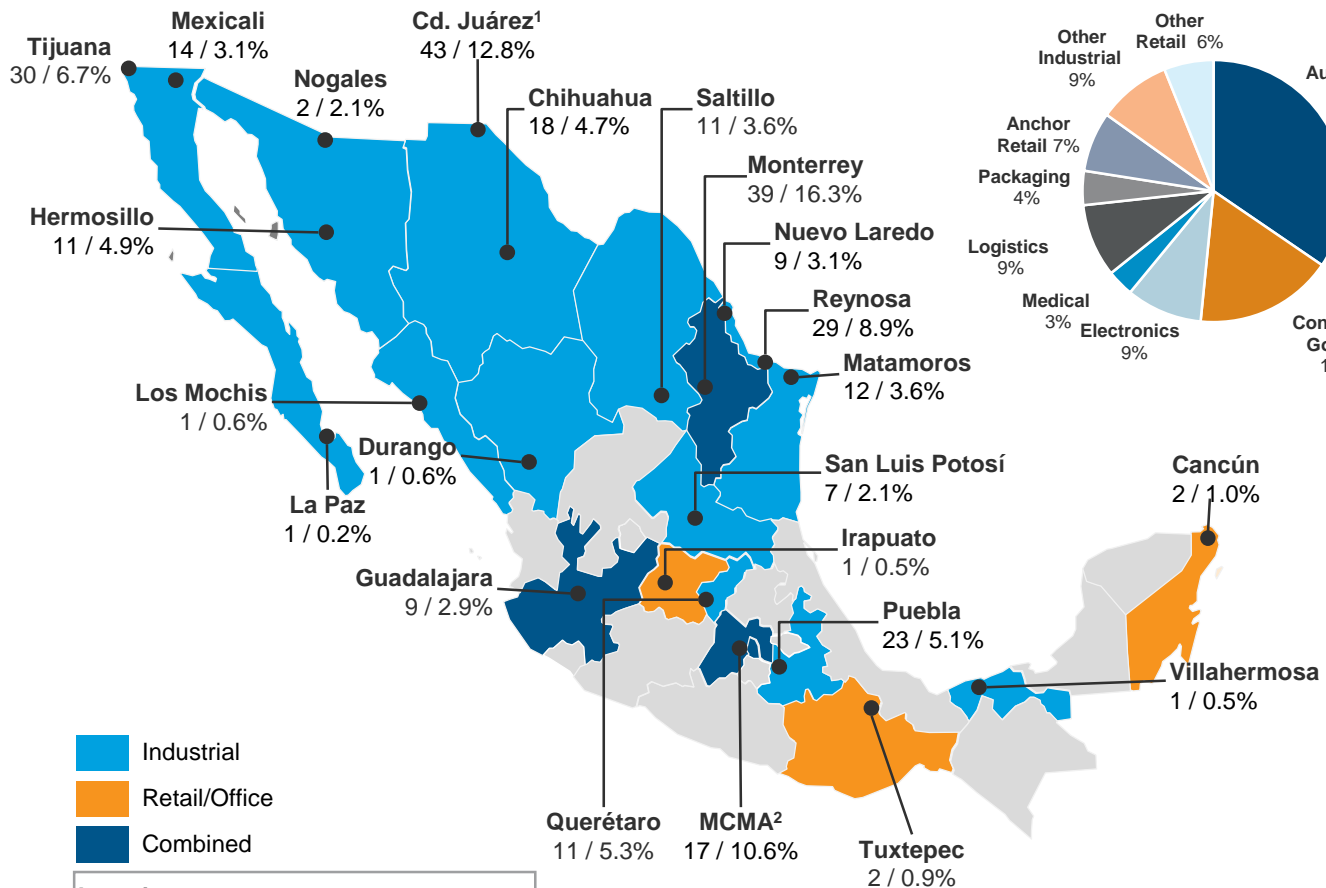 Tijuana
30 / 6.7%
Mexicali
14 / 3.1%
Nogales
2 / 2.1%
Cd. Juárez¹
43 / 12.8%
Chihuahua
18 / 4.7%
Saltillo
11 / 3.6%
Monterrey
39 / 16.3%
Nuevo Laredo
9 / 3.1%
Reynosa
29 / 8.9%
Matamoros
12 / 3.6%
Hermosillo
11 / 4.9%
Los Mochis
1 / 0.6%
Durango
1 / 0.6%
La Paz
1 / 0.2%
San Luis Potosí
7 / 2.1%
Irapuato
1 / 0.5%
Guadalajara
9 / 2.9%
Puebla
23 / 5.1%
Cancún
2 / 1.0%
Villahermosa
1 / 0.5%
Querétaro
11 / 5.3%
MCMA²
17 / 10.6%
Tuxtepec
2 / 0.9%
Industrial
Retail/Office
Combined
Other
Retail 6%
Other
Industrial
9%
Anchor
Retail 7%
Packaging
4%
Logistics
9%
Medical
3%
Electronics
9%